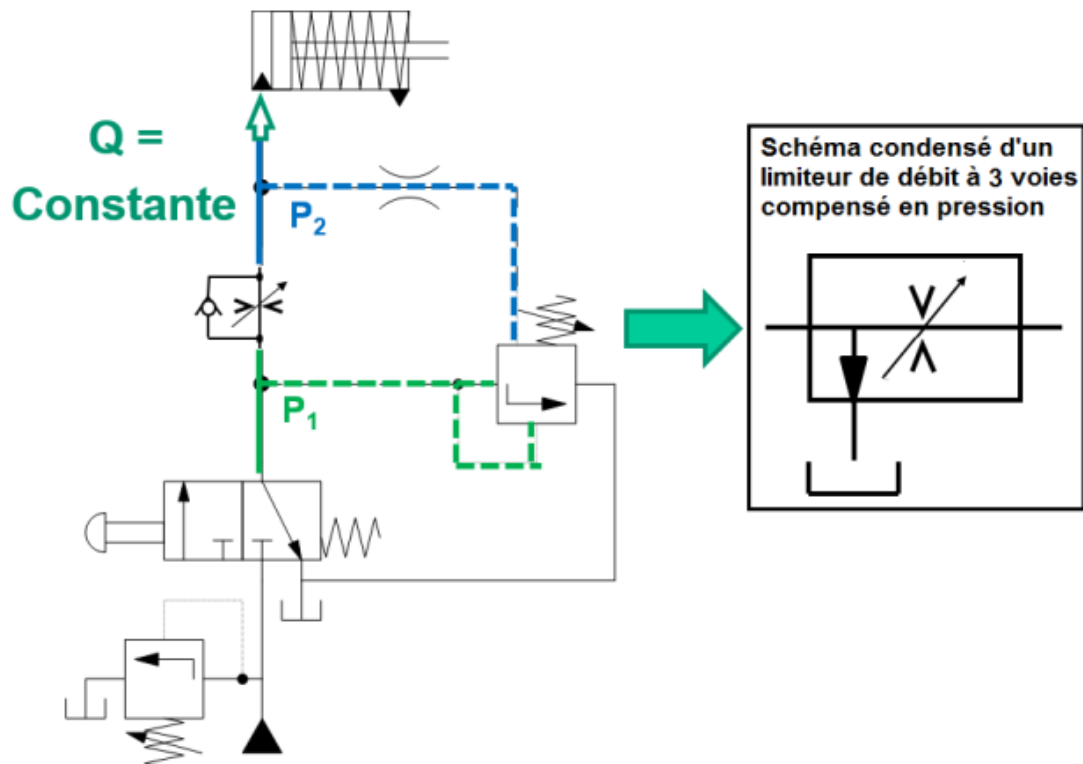 Q =
Constante
P₂
P₁
Schéma condensé d'un
limiteur de débit à 3 voies
compensé en pression